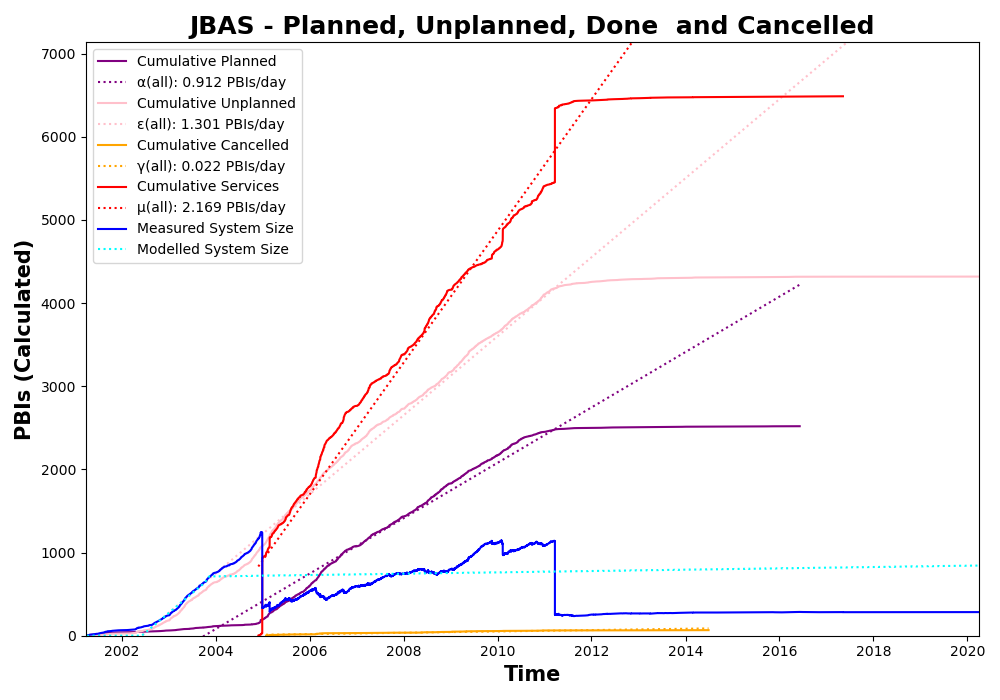 JBAS - Planned, Unplanned, Done  and Cancelled
PBIs (Calculated)
7000
6000
5000
4000
3000
2000
1000
0
Cumulative Planned
α(all): 0.912 PBIs/day
Cumulative Unplanned
ε(all): 1.301 PBIs/day
Cumulative Cancelled
γ(all): 0.022 PBIs/day
Cumulative Services
μ(all): 2.169 PBIs/day
Measured System Size
Modelled System Size
2002 2004 2006 2008 2010 2012 2014 2016 2018 2020
Time